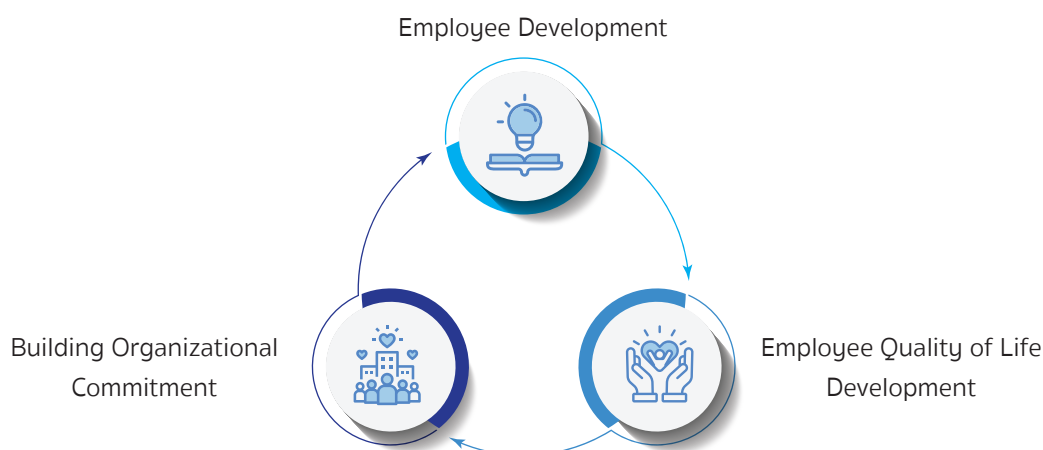 Employee Development
Building Organizational
Commitment
Employee Quality of Life
Development